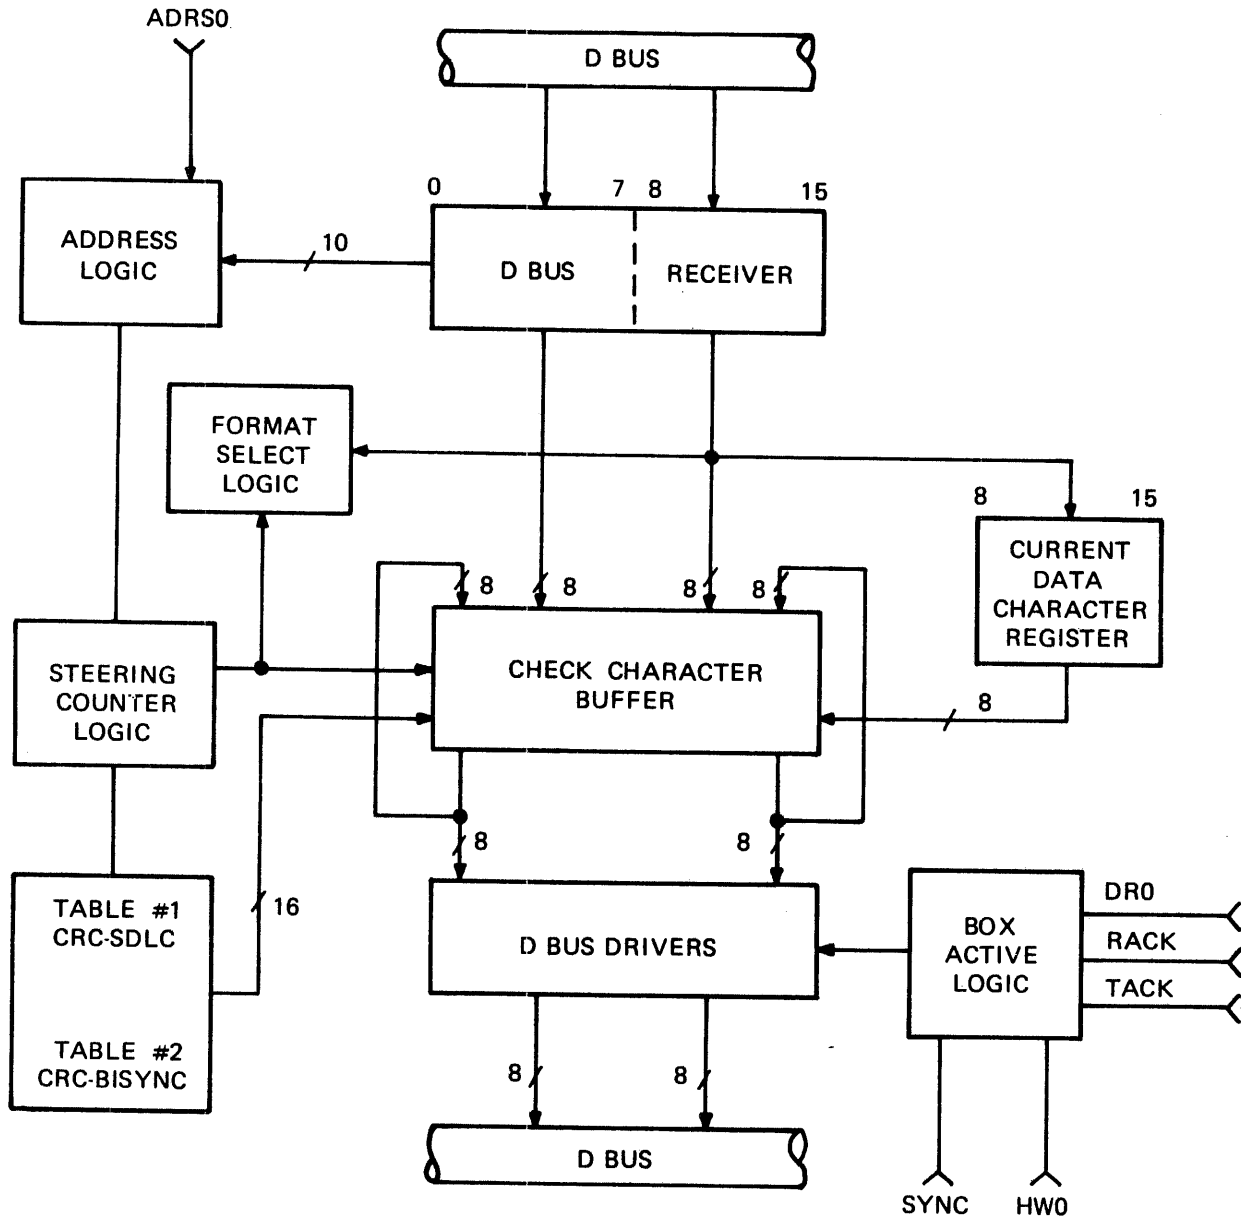 ADRS0
D BUS
0
7
8
15
ADDRESS
LOGIC
10
D BUS
RECEIVER
FORMAT
SELECT
LOGIC
8
15
CURRENT
DATA
CHARACTER
REGISTER
8
8
8
8
STEERING
COUNTER
LOGIC
CHECK CHARACTER
BUFFER
8
8
8
TABLE #1
CRC-SDLC
TABLE #2
CRC-BISYNC
16
D BUS DRIVERS
BOX
ACTIVE
LOGIC
DR0
RACK
TACK
8
8
D BUS
SYNC
HW0